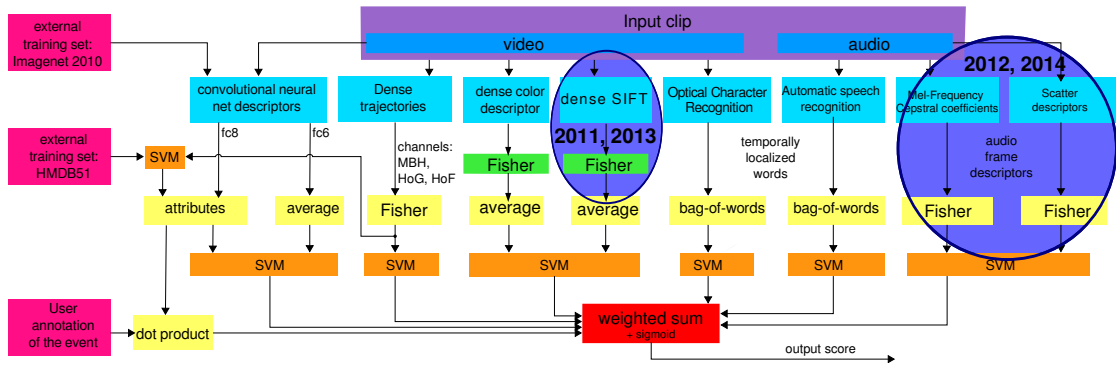 Input clip
video
audio
external
training set:
Imagenet 2010
2012, 2014
convolutional neural
net descriptors
Dense
trajectories
dense color
descriptor
dense SIFT
Optical Character
Recognition
Automatic speech
recognition
Mel-Frequency
Cepstral coefficients
Scatter
descriptors
fc8
fc6
2011, 2013
external
training set:
HMDB51
SVM
channels:
MBH,
HoG, HoF
Fisher
Fisher
temporally
localized
words
audio
frame
descriptors
attributes
average
Fisher
average
average
bag-of-words
bag-of-words
Fisher
Fisher
SVM
SVM
SVM
SVM
SVM
SVM
User
annotation
of the event
dot product
weighted sum
+ sigmoid
output score